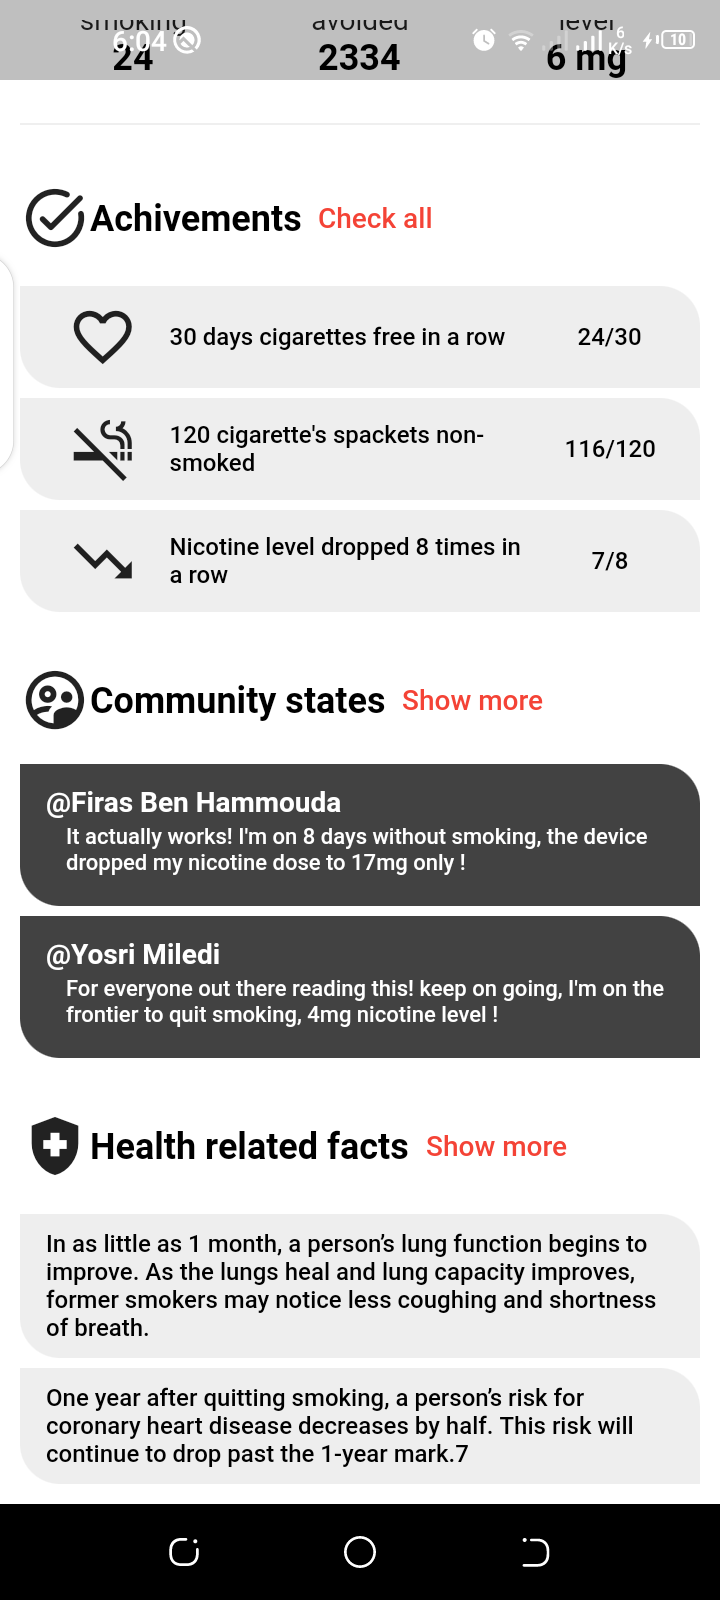 smoking avoided level
6:04 6 K/s 10
24 2334 6 mg
Achivements Check all
30 days cigarettes free in a row 24/30
120 cigarette's spackets non-
smoked 116/120
Nicotine level dropped 8 times in
a row 7/8
Community states Show more
@Firas Ben Hammouda
It actually works! I'm on 8 days without smoking, the device
dropped my nicotine dose to 17mg only !
@Yosri Miledi
For everyone out there reading this! keep on going, I'm on the
frontier to quit smoking, 4mg nicotine level !
Health related facts Show more
In as little as 1 month, a person’s lung function begins to
improve. As the lungs heal and lung capacity improves,
former smokers may notice less coughing and shortness
of breath.
One year after quitting smoking, a person’s risk for
coronary heart disease decreases by half. This risk will
continue to drop past the 1-year mark.7